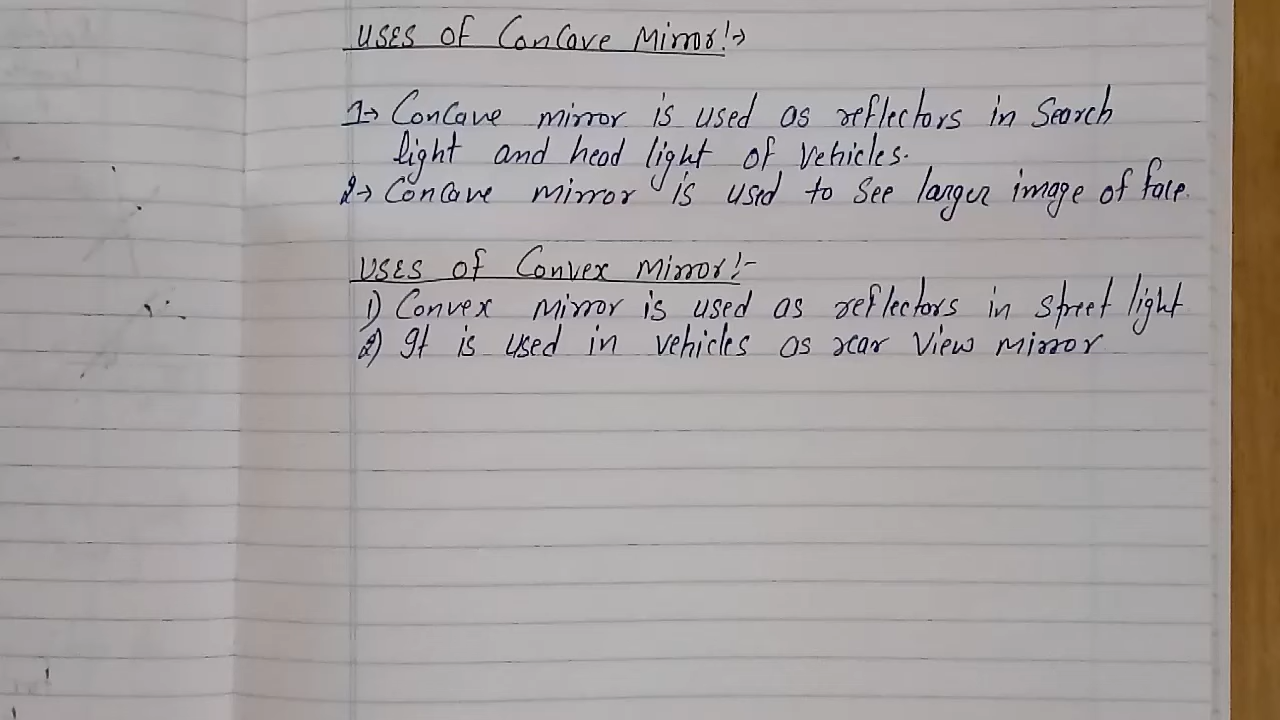 USES OF Concave Mirror:→
1→ Concave mirror is used as reflectors in Search
light and head light of vehicles.
2→ Concave mirror is used to see larger image of face.
USES of Convex Mirror:-
1) Convex mirror is used as reflectors in street light
2) It is used in vehicles as rear view mirror